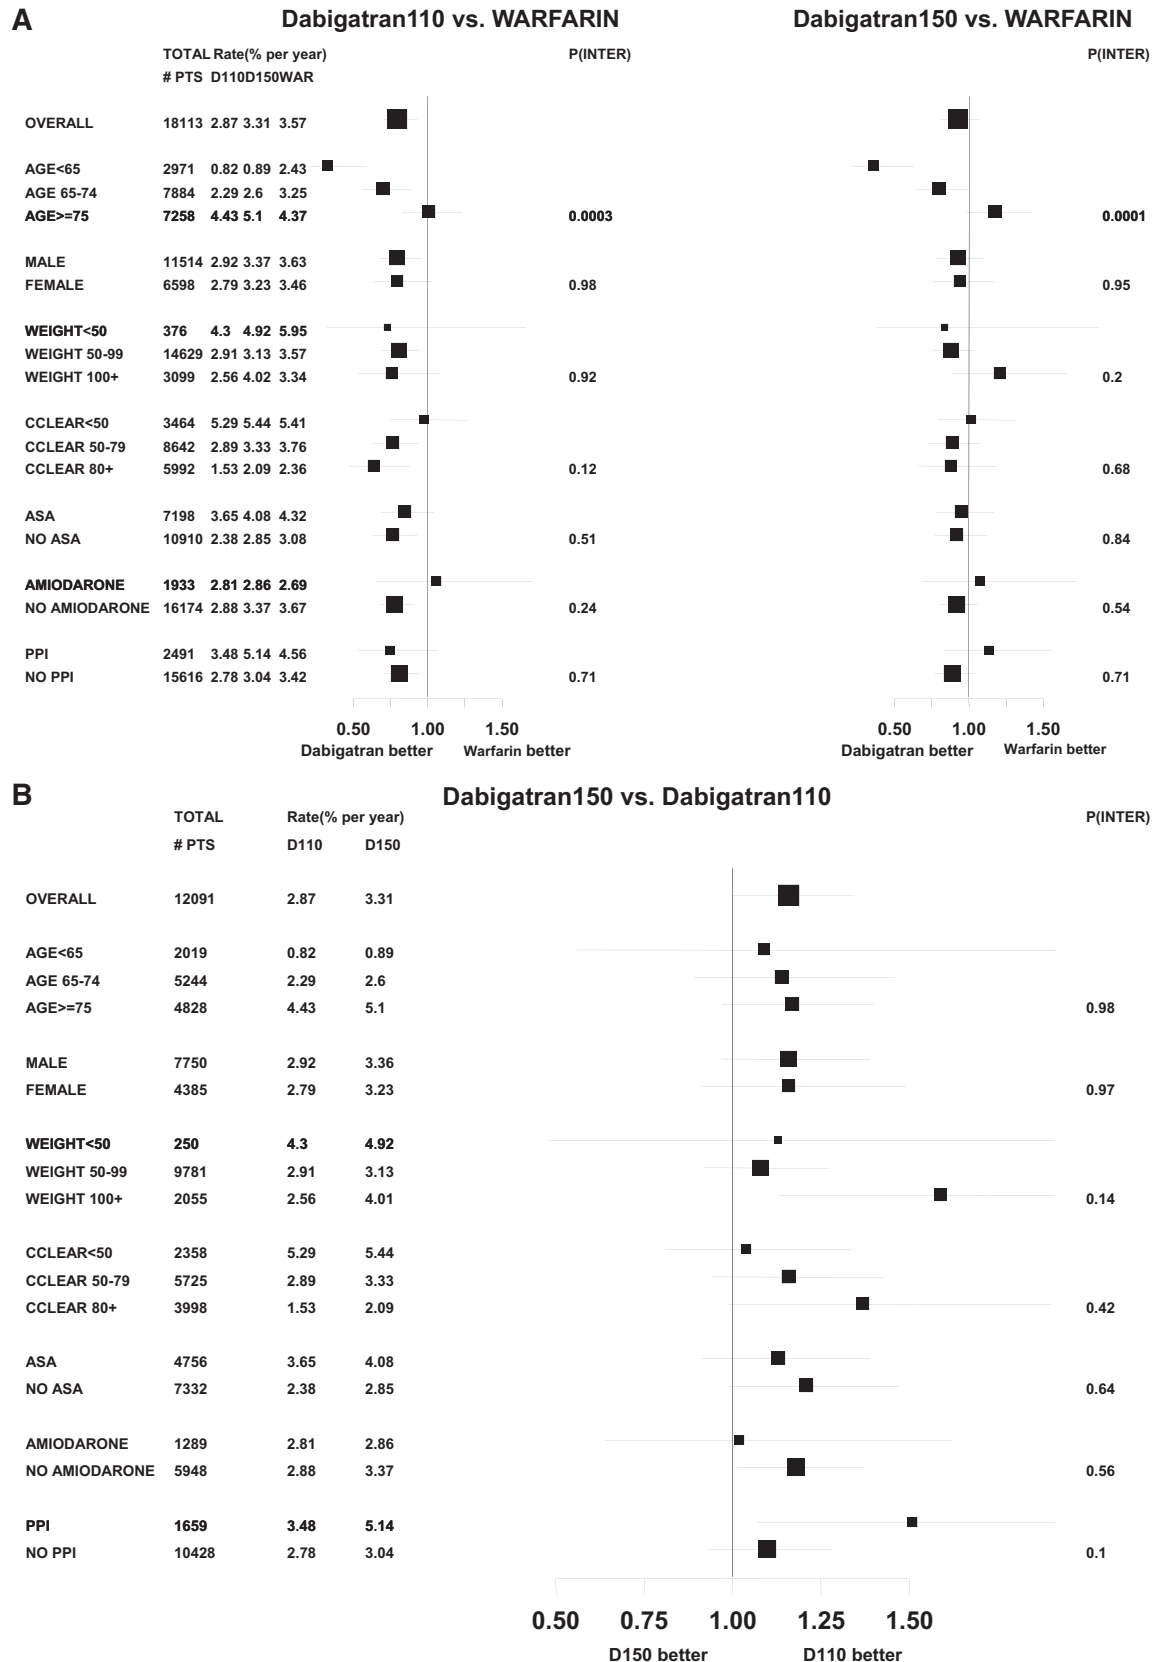 A
Dabigatran110 vs. WARFARIN Dabigatran150 vs. WARFARIN
TOTAL Rate(% per year) P(INTER) P(INTER)
# PTS D110D150WAR
OVERALL 18113 2.87 3.31 3.57
AGE<65 2971 0.82 0.89 2.43
AGE 65-74 7884 2.29 2.6 3.25
AGE>=75 7258 4.43 5.1 4.37 0.0003 0.0001
MALE 11514 2.92 3.37 3.63
FEMALE 6598 2.79 3.23 3.46 0.98 0.95
WEIGHT<50 376 4.3 4.92 5.95
WEIGHT 50-99 14629 2.91 3.13 3.57
WEIGHT 100+ 3099 2.56 4.02 3.34 0.92 0.2
CCLEAR<50 3464 5.29 5.44 5.41
CCLEAR 50-79 8642 2.89 3.33 3.76
CCLEAR 80+ 5992 1.53 2.09 2.36 0.12 0.68
ASA 7198 3.65 4.08 4.32
NO ASA 10910 2.38 2.85 3.08 0.51 0.84
AMIODARONE 1933 2.81 2.86 2.69
NO AMIODARONE 16174 2.88 3.37 3.67 0.24 0.54
PPI 2491 3.48 5.14 4.56
NO PPI 15616 2.78 3.04 3.42 0.71 0.71
0.50 1.00 1.50 0.50 1.00 1.50
Dabigatran better Warfarin better Dabigatran better Warfarin better
B
Dabigatran150 vs. Dabigatran110
TOTAL Rate(% per year) P(INTER)
# PTS D110 D150
OVERALL 12091 2.87 3.31
AGE<65 2019 0.82 0.89
AGE 65-74 5244 2.29 2.6
AGE>=75 4828 4.43 5.1 0.98
MALE 7750 2.92 3.36
FEMALE 4385 2.79 3.23 0.97
WEIGHT<50 250 4.3 4.92
WEIGHT 50-99 9781 2.91 3.13
WEIGHT 100+ 2055 2.56 4.01 0.14
CCLEAR<50 2358 5.29 5.44
CCLEAR 50-79 5725 2.89 3.33
CCLEAR 80+ 3998 1.53 2.09 0.42
ASA 4756 3.65 4.08
NO ASA 7332 2.38 2.85 0.64
AMIODARONE 1289 2.81 2.86
NO AMIODARONE 5948 2.88 3.37 0.56
PPI 1659 3.48 5.14
NO PPI 10428 2.78 3.04 0.1
0.50 0.75 1.00 1.25 1.50
D150 better D110 better